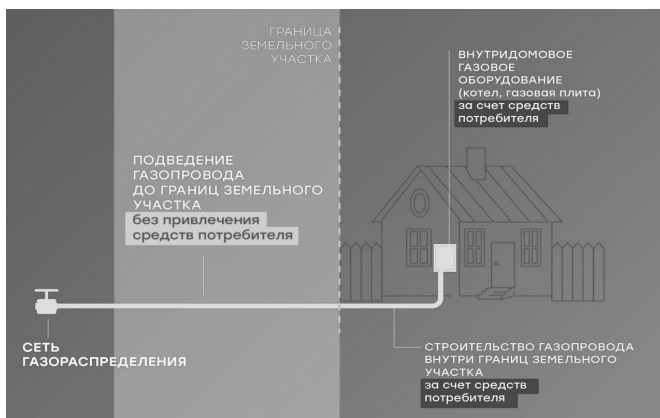 ГРАНИЦА
ЗЕМЕЛЬНОГО
УЧАСТКА
ВНУТРИДОМОВОЕ
ГАЗОВОЕ
ОБОРУДОВАНИЕ
(котел, газовая плита)
за счет средств
потребителя
ПОДВЕДЕНИЕ
ГАЗОПРОВОДА
ДО ГРАНИЦ ЗЕМЕЛЬНОГО
УЧАСТКА
без привлечения
средств потребителя
СЕТЬ
ГАЗОРАСПРЕДЕЛЕНИЯ
СТРОИТЕЛЬСТВО ГАЗОПРОВОДА
ВНУТРИ ГРАНИЦ ЗЕМЕЛЬНОГО
УЧАСТКА
за счет средств
потребителя